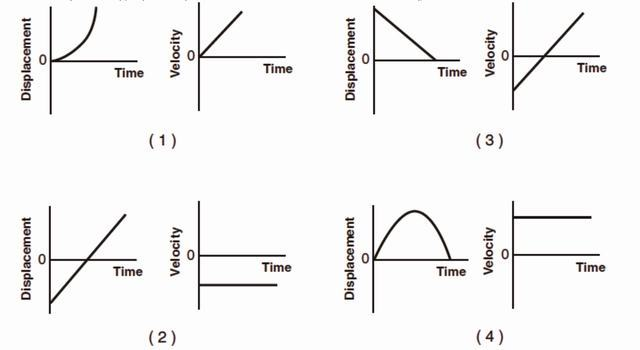 Displacement
0
Time
Velocity
0
Time
( 1 )
Displacement
0
Time
Velocity
0
Time
( 3 )
Displacement
0
Time
Velocity
0
Time
( 2 )
Displacement
0
Time
Velocity
0
Time
( 4 )